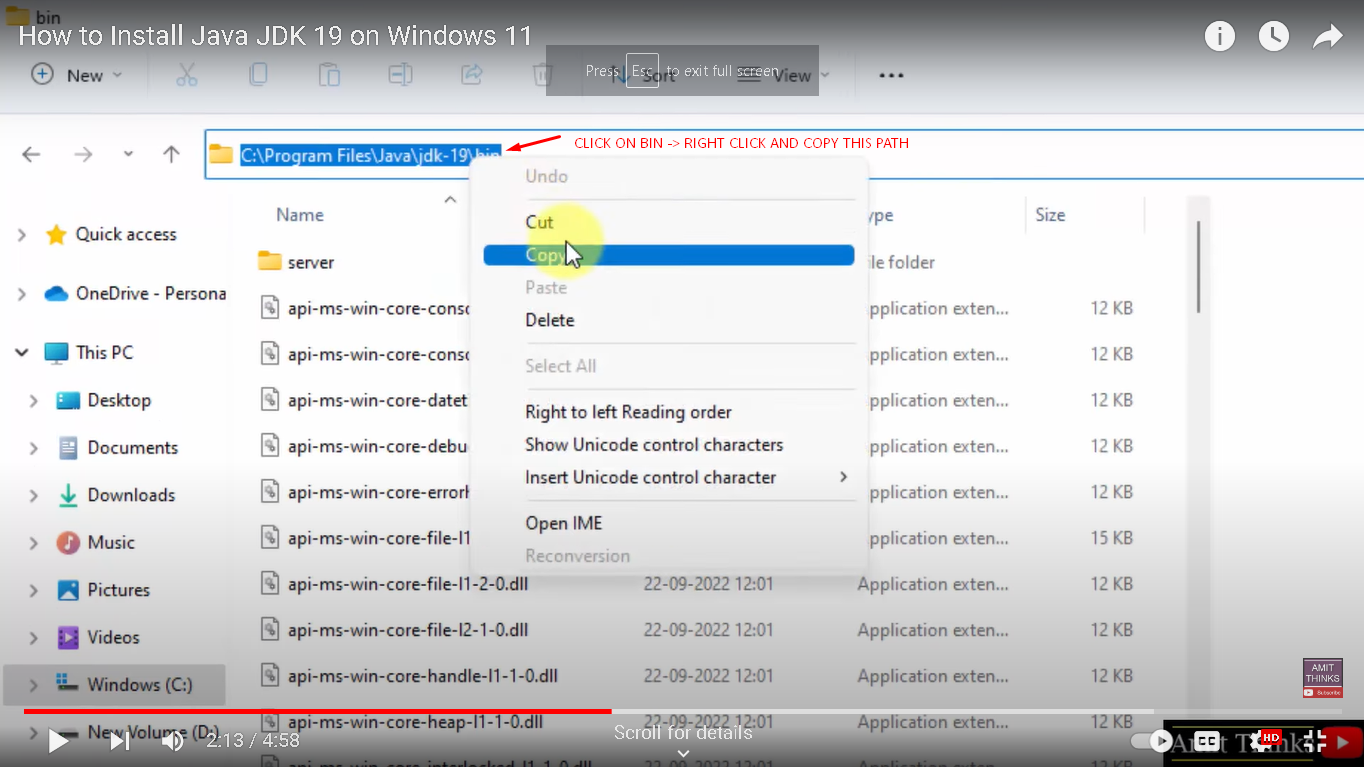 bin
How to Install Java JDK 19 on Windows 11
New
Sort
View
Press Esc to exit full screen
C:\Program Files\Java\jdk-19\bin
CLICK ON BIN -> RIGHT CLICK AND COPY THIS PATH
Name
Size
Undo
Cut
Copy
Paste
Delete
Select All
Right to left Reading order
Show Unicode control characters
Insert Unicode control character
Open IME
Reconversion
Quick access
OneDrive - Persona
This PC
Desktop
Documents
Downloads
Music
Pictures
Videos
Windows (C:)
New Volume (D:)
server
ile folder
api-ms-win-core-conso
pplication exten... 12 KB
api-ms-win-core-conso
pplication exten... 12 KB
api-ms-win-core-datet
pplication exten... 12 KB
api-ms-win-core-debu
pplication exten... 12 KB
api-ms-win-core-errorh
pplication exten... 12 KB
api-ms-win-core-file-l1
pplication exten... 15 KB
api-ms-win-core-file-l1-2-0.dll 22-09-2022 12:01 Application exten... 12 KB
api-ms-win-core-file-l2-1-0.dll 22-09-2022 12:01 Application exten... 12 KB
api-ms-win-core-handle-l1-1-0.dll 22-09-2022 12:01 Application exten... 12 KB
api-ms-win-core-heap-l1-1-0.dll 22-09-2022 12:01 Application exten... 12 KB
AMIT
THINKS
Subscribe
2:13 / 4:58
Scroll for details
CC
HD
Amit Thinks